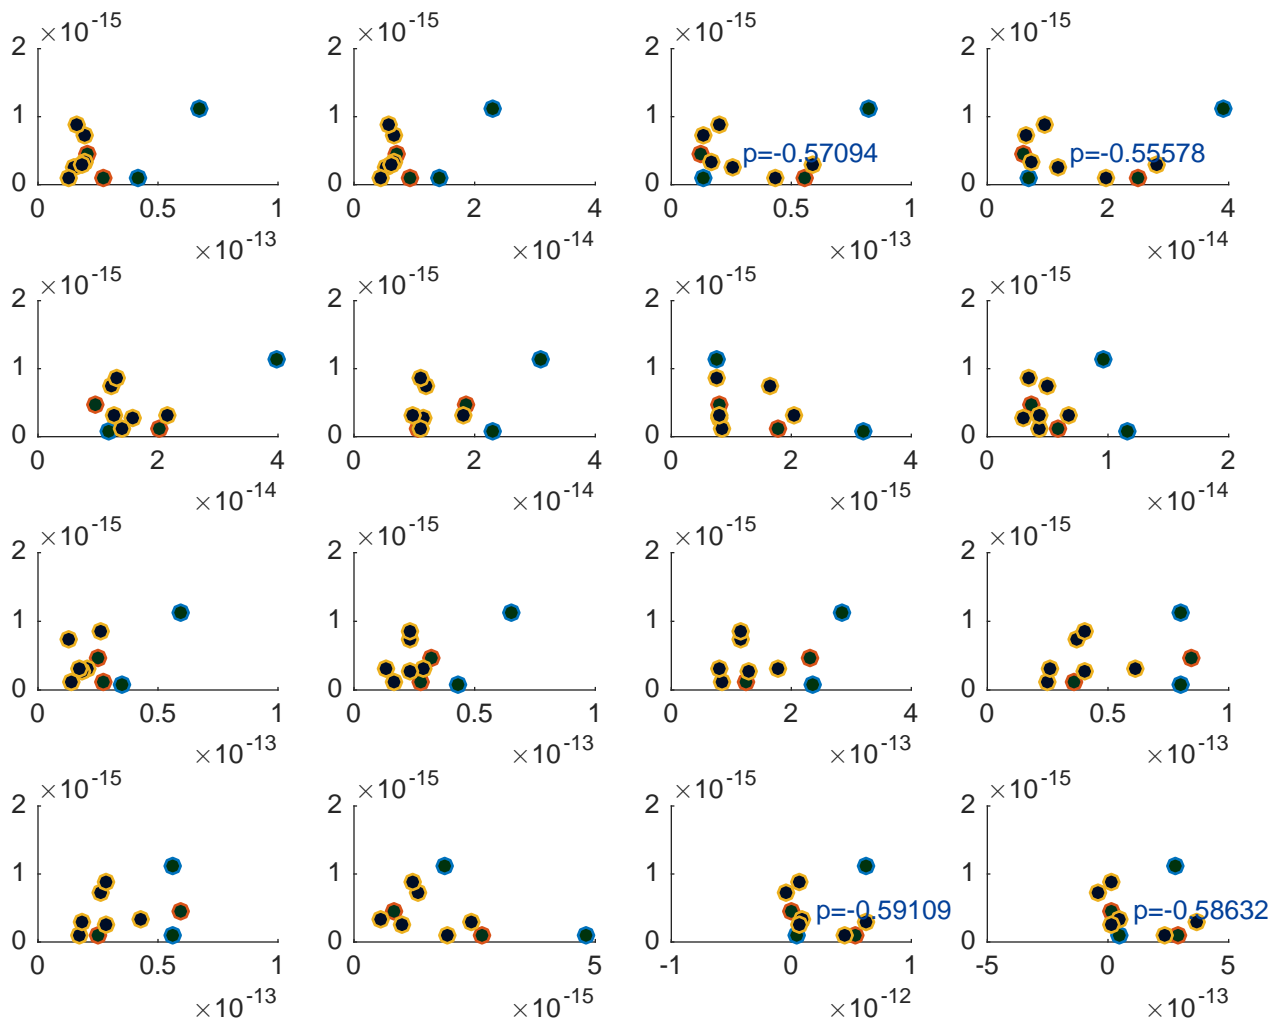 ×10-15 ×10-15 ×10-15 ×10-15
2 2 2 2
1 1 1 1
p=-0.57094 p=-0.55578
0 0 0 0
0 0.5 1 0 2 4 0 0.5 1 0 2 4
×10-13 ×10-14 ×10-13 ×10-14
×10-15 ×10-15 ×10-15 ×10-15
2 2 2 2
1 1 1 1
0 0 0 0
0 2 4 0 2 4 0 2 4 0 1 2
×10-14 ×10-14 ×10-15 ×10-14
×10-15 ×10-15 ×10-15 ×10-15
2 2 2 2
1 1 1 1
0 0 0 0
0 0.5 1 0 0.5 1 0 2 4 0 0.5 1
×10-13 ×10-13 ×10-13 ×10-13
×10-15 ×10-15 ×10-15 ×10-15
2 2 2 2
1 1 1 1
p=-0.59109 p=-0.58632
0 0 0 0
0 0.5 1 0 5 -1 0 1 -5 0 5
×10-13 ×10-15 ×10-12 ×10-13